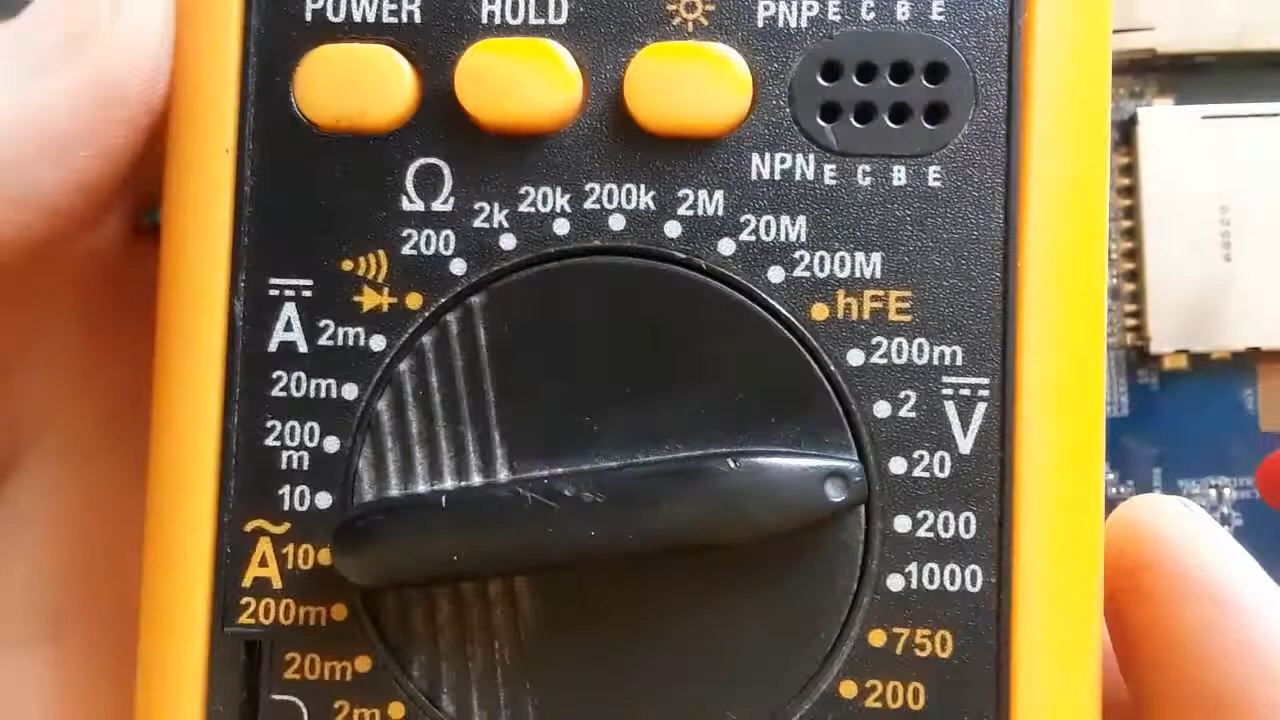 POWER HOLD PNP E C B E
NPN E C B E
Ω
200 2k 20k 200k 2M 20M 200M
hFE
A 2m
20m
200
m
10
A 10
200m
20m
2m
200m
2 V
20
200
1000
750
200